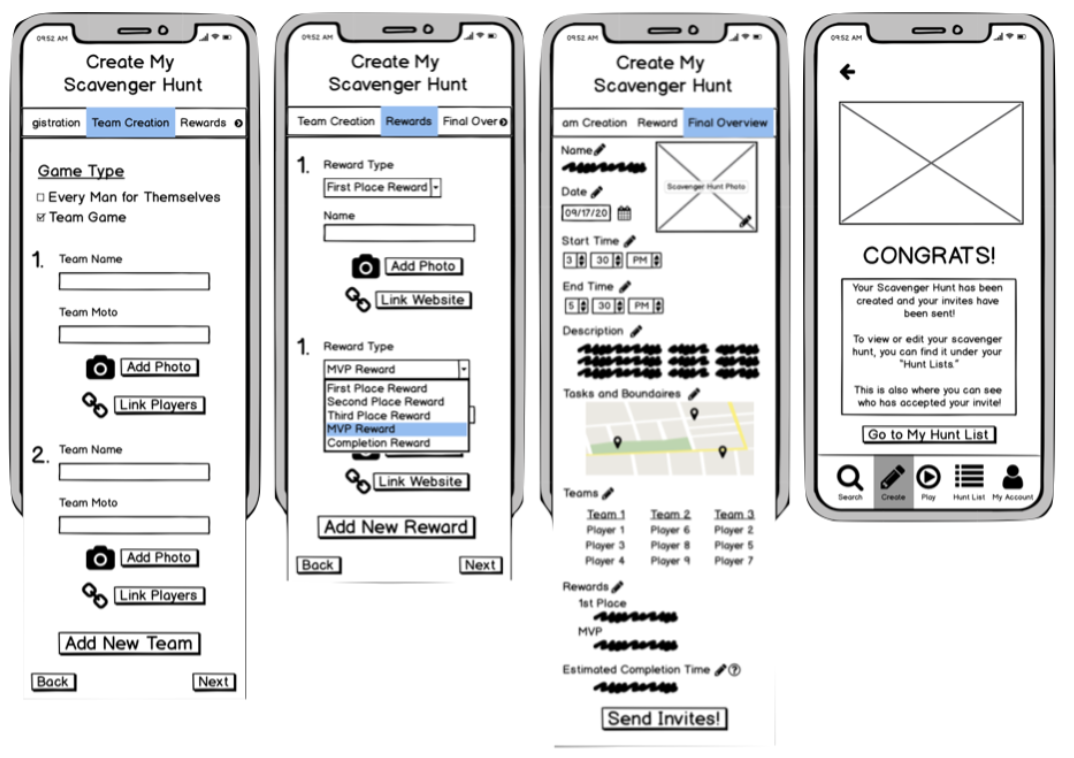 09:52 AM
Create My
Scavenger Hunt
gistration Team Creation Rewards
Game Type
Every Man for Themselves
Team Game
1. Team Name
Team Moto
Add Photo
Link Players
2. Team Name
Team Moto
Add Photo
Link Players
Add New Team
Back Next
09:52 AM
Create My
Scavenger Hunt
Team Creation Rewards Final Over
1. Reward Type
First Place Reward
Name
Add Photo
Link Website
1. Reward Type
MVP Reward
First Place Reward
Second Place Reward
Third Place Reward
MVP Reward
Completion Reward
Link Website
Add New Reward
Back Next
09:52 AM
Create My
Scavenger Hunt
am Creation Reward Final Overview
Name
Scavenger Hunt Photo
Date
09/17/20
Start Time
3 30 PM
End Time
5 30 PM
Description
Tasks and Boundaires
Teams
Team 1 Team 2 Team 3
Player 1 Player 6 Player 2
Player 3 Player 8 Player 5
Player 4 Player 9 Player 7
Rewards
1st Place
MVP
Estimated Completion Time ?
Send Invites!
09:52 AM
CONGRATS!
Your Scavenger Hunt has been
created and your invites have
been sent!
To view or edit your scavenger
hunt, you can find it under your
"Hunt Lists."
This is also where you can see
who has accepted your invite!
Go to My Hunt List
Search Create Play Hunt List My Account